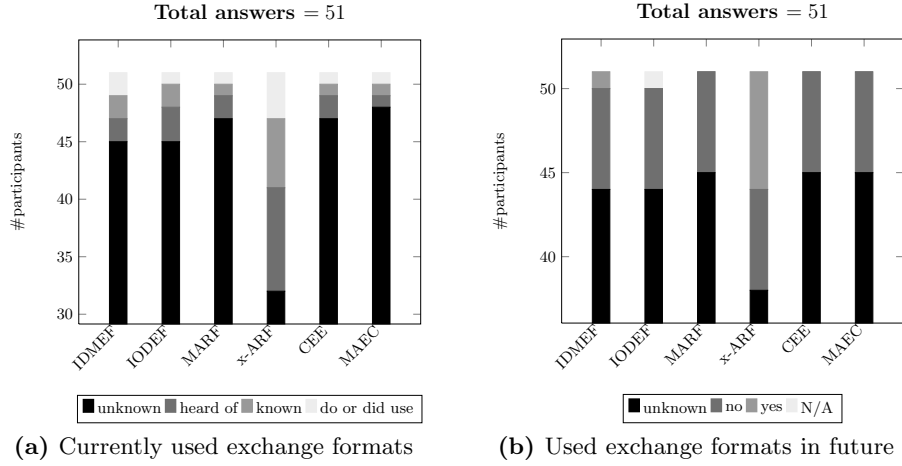 Total answers = 51
50
45
40
35
30
#participants
IDMEF
IODEF
MARF
x-ARF
CEE
MAEC
unknown heard of known do or did use
(a) Currently used exchange formats
Total answers = 51
50
45
40
#participants
IDMEF
IODEF
MARF
x-ARF
CEE
MAEC
unknown no yes N/A
(b) Used exchange formats in future